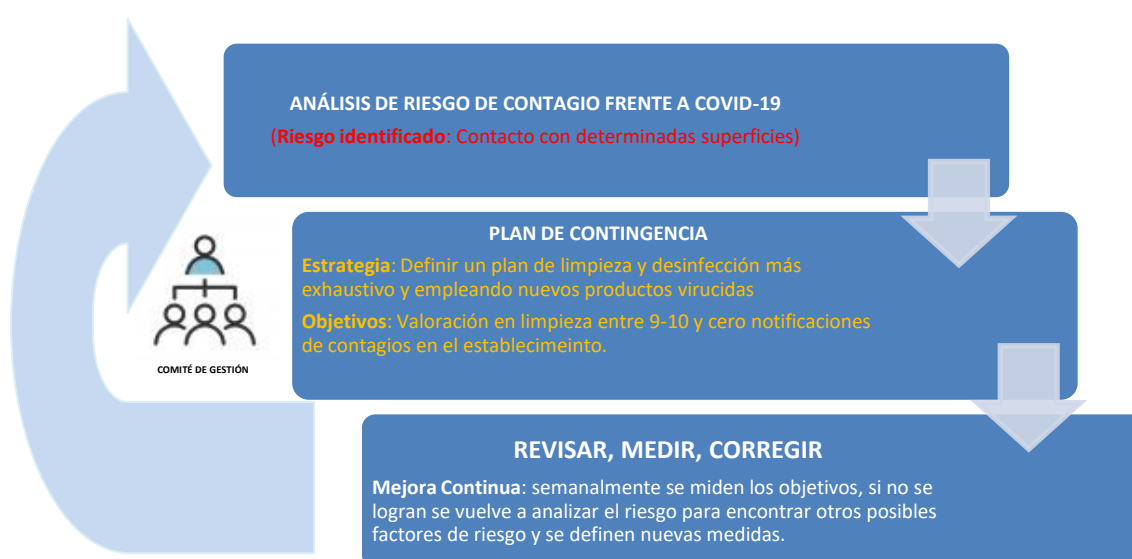 ANÁLISIS DE RIESGO DE CONTAGIO FRENTE A COVID-19
(Riesgo identificado: Contacto con determinadas superficies)
PLAN DE CONTINGENCIA
Estrategia: Definir un plan de limpieza y desinfección más
exhaustivo y empleando nuevos productos virucidas
Objetivos: Valoración en limpieza entre 9-10 y cero notificaciones
de contagios en el establecimeinto.
COMITÉ DE GESTIÓN
REVISAR, MEDIR, CORREGIR
Mejora Continua: semanalmente se miden los objetivos, si no se
logran se vuelve a analizar el riesgo para encontrar otros posibles
factores de riesgo y se definen nuevas medidas.